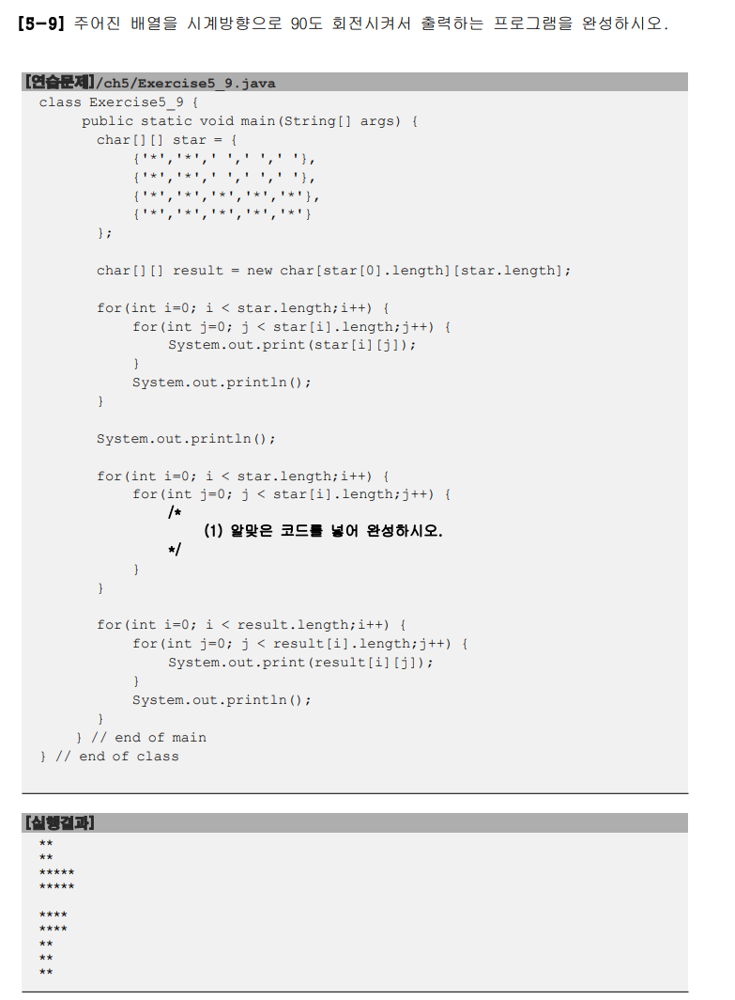 [5-9] 주어진 배열을 시계방향으로 90도 회전시켜서 출력하는 프로그램을 완성하시오.
[연습문제]/ch5/Exercise5_9.java
class Exercise5_9 {
public static void main(String[] args) {
char[][] star = {
{'*','*',' ',' ',' '},
{'*','*',' ',' ',' '},
{'*','*','*','*','*'},
{'*','*','*','*','*'}
};
char[][] result = new char[star[0].length][star.length];
for(int i=0; i < star.length;i++) {
for(int j=0; j < star[i].length;j++) {
System.out.print(star[i][j]);
}
System.out.println();
}
System.out.println();
for(int i=0; i < star.length;i++) {
for(int j=0; j < star[i].length;j++) {
/*
(1) 알맞은 코드를 넣어 완성하시오.
*/
}
}
for(int i=0; i < result.length;i++) {
for(int j=0; j < result[i].length;j++) {
System.out.print(result[i][j]);
}
System.out.println();
}
} // end of main
} // end of class
[실행결과]
**
**
*****
*****
****
****
**
**
**